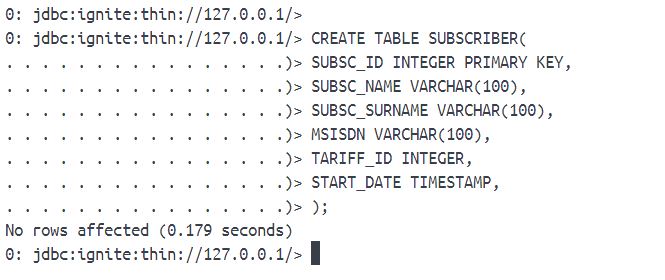 0: jdbc:ignite:thin://127.0.0.1/>
0: jdbc:ignite:thin://127.0.0.1/> CREATE TABLE SUBSCRIBER(
. . . . . . . . . . . . . . . . .)> SUBSC_ID INTEGER PRIMARY KEY,
. . . . . . . . . . . . . . . . .)> SUBSC_NAME VARCHAR(100),
. . . . . . . . . . . . . . . . .)> SUBSC_SURNAME VARCHAR(100),
. . . . . . . . . . . . . . . . .)> MSISDN VARCHAR(100),
. . . . . . . . . . . . . . . . .)> TARIFF_ID INTEGER,
. . . . . . . . . . . . . . . . .)> START_DATE TIMESTAMP,
. . . . . . . . . . . . . . . . .)> );
No rows affected (0.179 seconds)
0: jdbc:ignite:thin://127.0.0.1/>